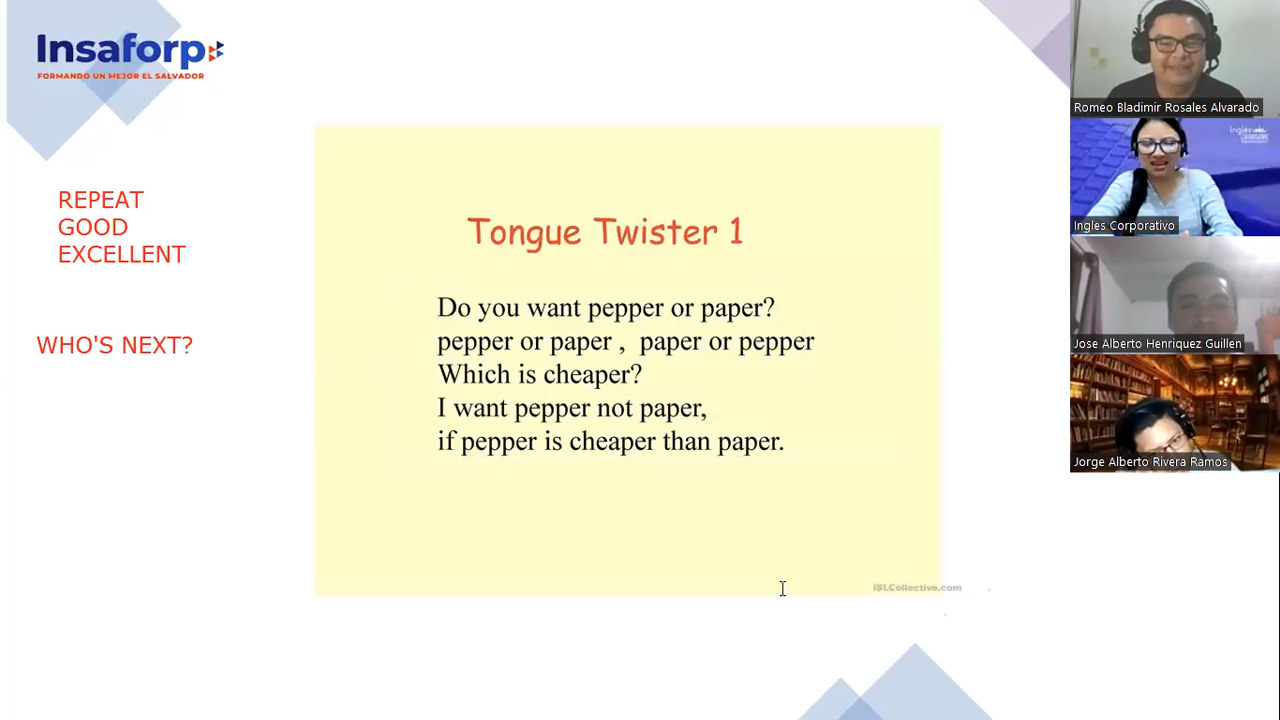 Insaforp
FORMANDO UN MEJOR EL SALVADOR
REPEAT
GOOD
EXCELLENT
WHO'S NEXT?
Tongue Twister 1
Do you want pepper or paper?
pepper or paper , paper or pepper
Which is cheaper?
I want pepper not paper,
if pepper is cheaper than paper.
iSLCollective.com
Romeo Bladimir Rosales Alvarado
Ingles Corporativo
Jose Alberto Henriquez Guillen
Jorge Alberto Rivera Ramos